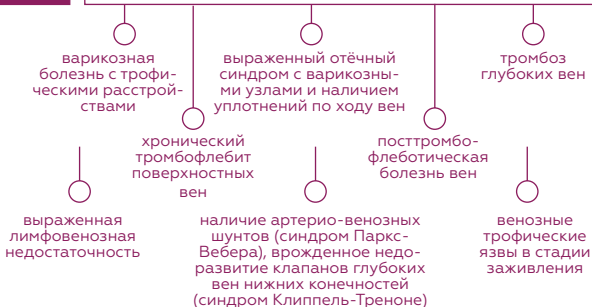 варикозная
болезнь с трофи-
ческими расстрой-
ствами
выраженный отёчный
синдром с варикозны-
ми узлами и наличием
уплотнений по ходу вен
тромбоз
глубоких вен
хронический
тромбофлебит
поверхностных
вен
посттромбо-
флеботическая
болезнь вен
выраженная
лимфовенозная
недостаточность
наличие артерио-венозных
шунтов (синдром Паркс-
Вебера), врожденное недо-
развитие клапанов глубоких
вен нижних конечностей
(синдром Клиппель-Треноне)
венозные
трофические
язвы в стадии
заживления